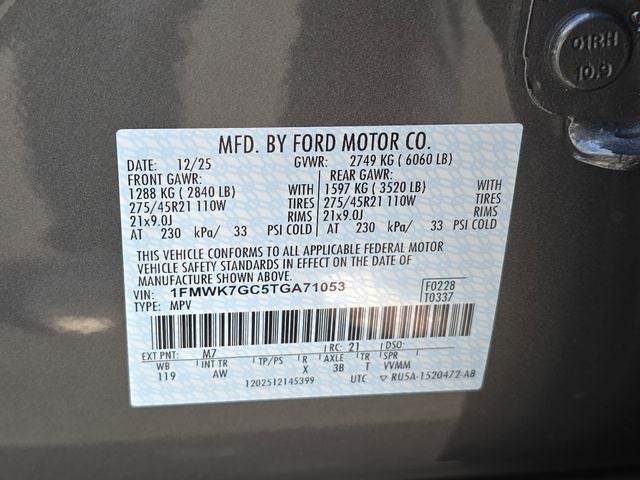 01RH
10.9
MFD. BY FORD MOTOR CO.
DATE: 12/25 GVWR: 2749 KG ( 6060 LB)
FRONT GAWR: REAR GAWR:
1288 KG ( 2840 LB) WITH 1597 KG ( 3520 LB) WITH
275/45R21 110W TIRES 275/45R21 110W TIRES
21x9.0J RIMS 21x9.0J RIMS
AT 230 kPa/ 33 PSI COLD AT 230 kPa/ 33 PSI COLD
THIS VEHICLE CONFORMS TO ALL APPLICABLE FEDERAL MOTOR
VEHICLE SAFETY STANDARDS IN EFFECT ON THE DATE OF
MANUFACTURE SHOWN ABOVE.
VIN: 1FMWK7GC5TGA71053 F0228
TYPE: MPV T0337
EXT PNT: M7 RC: 21 DSO:
WB INT TR TP/PS R AXLE TR SPR
119 AW X 3B T VVMM
1202512145399 UTC ▽ RU5A-1520472-AB